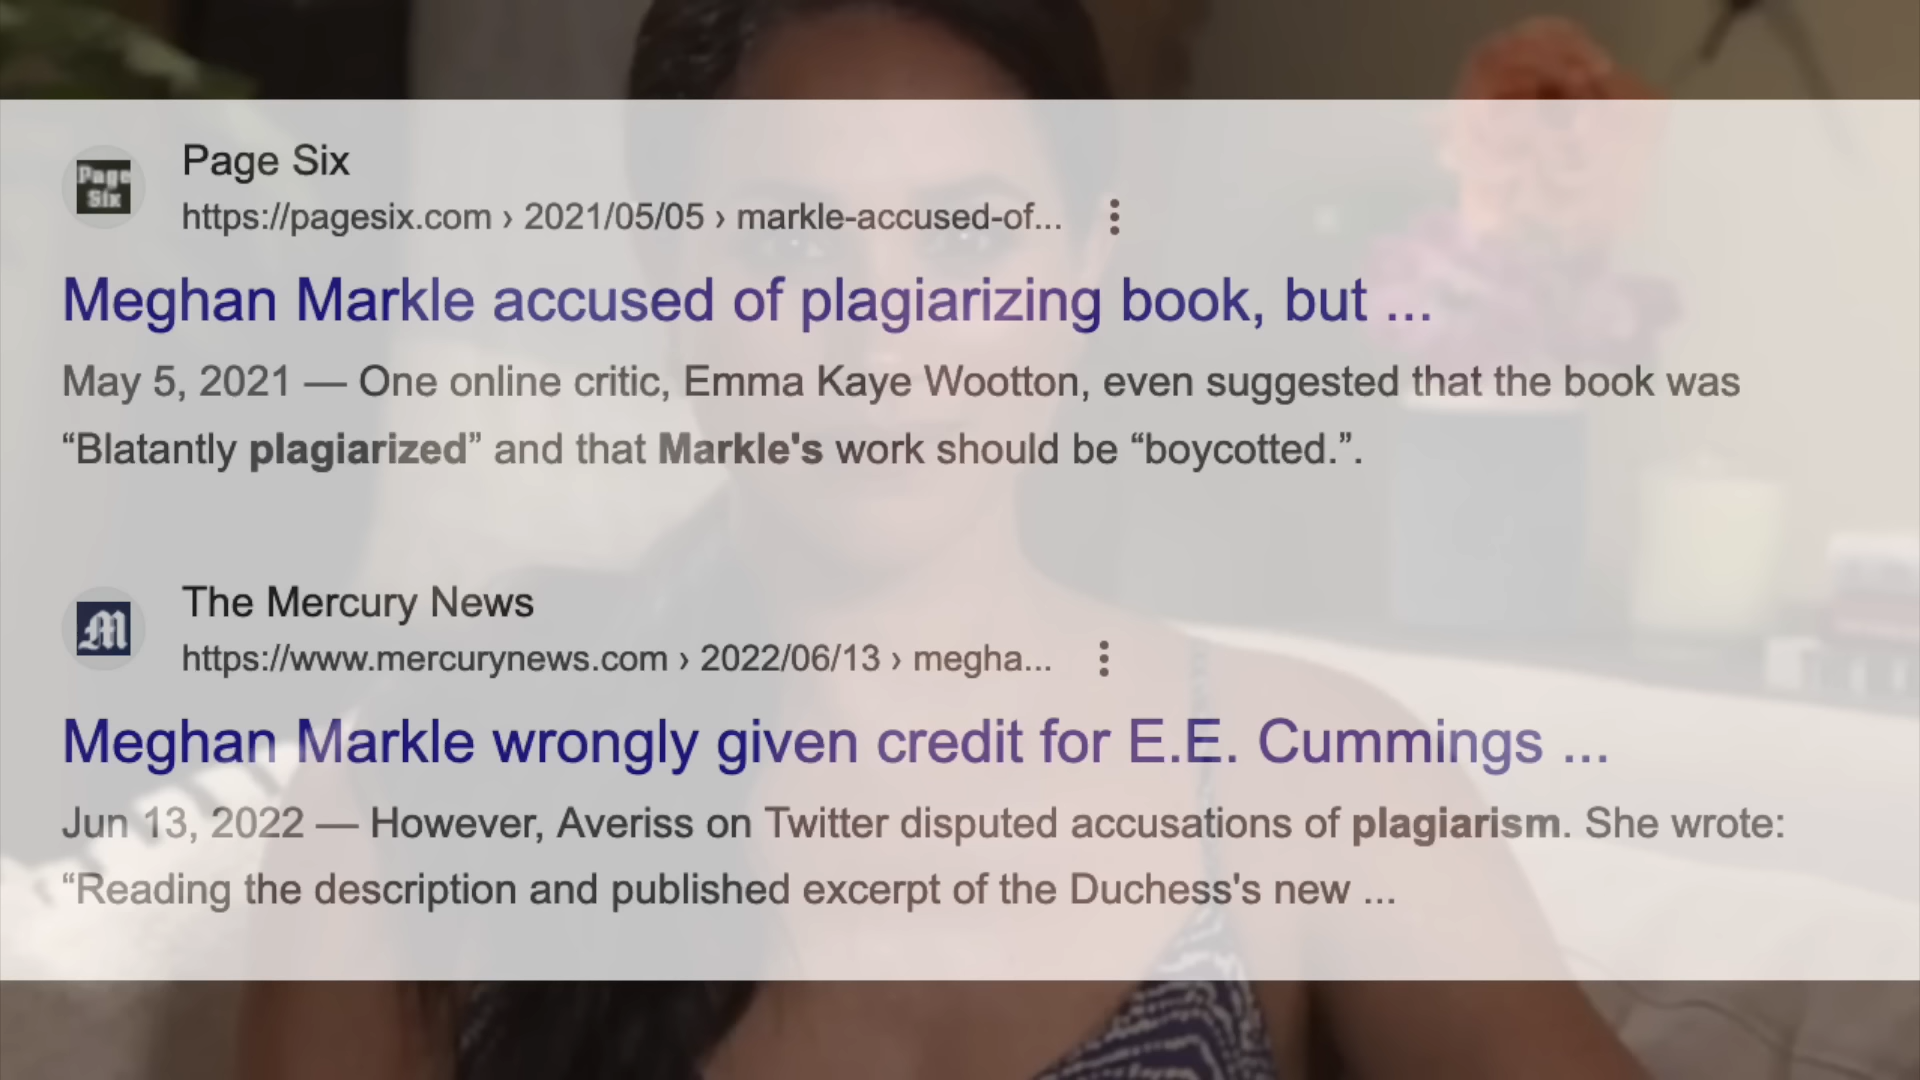 Page Six
Page
Six
https://pagesix.com › 2021/05/05 › markle-accused-of...
Meghan Markle accused of plagiarizing book, but ...
May 5, 2021 — One online critic, Emma Kaye Wootton, even suggested that the book was
“Blatantly plagiarized” and that Markle's work should be “boycotted.”.
The Mercury News
M
https://www.mercurynews.com › 2022/06/13 › megha...
Meghan Markle wrongly given credit for E.E. Cummings ...
Jun 13, 2022 — However, Averiss on Twitter disputed accusations of plagiarism. She wrote:
“Reading the description and published excerpt of the Duchess's new ...